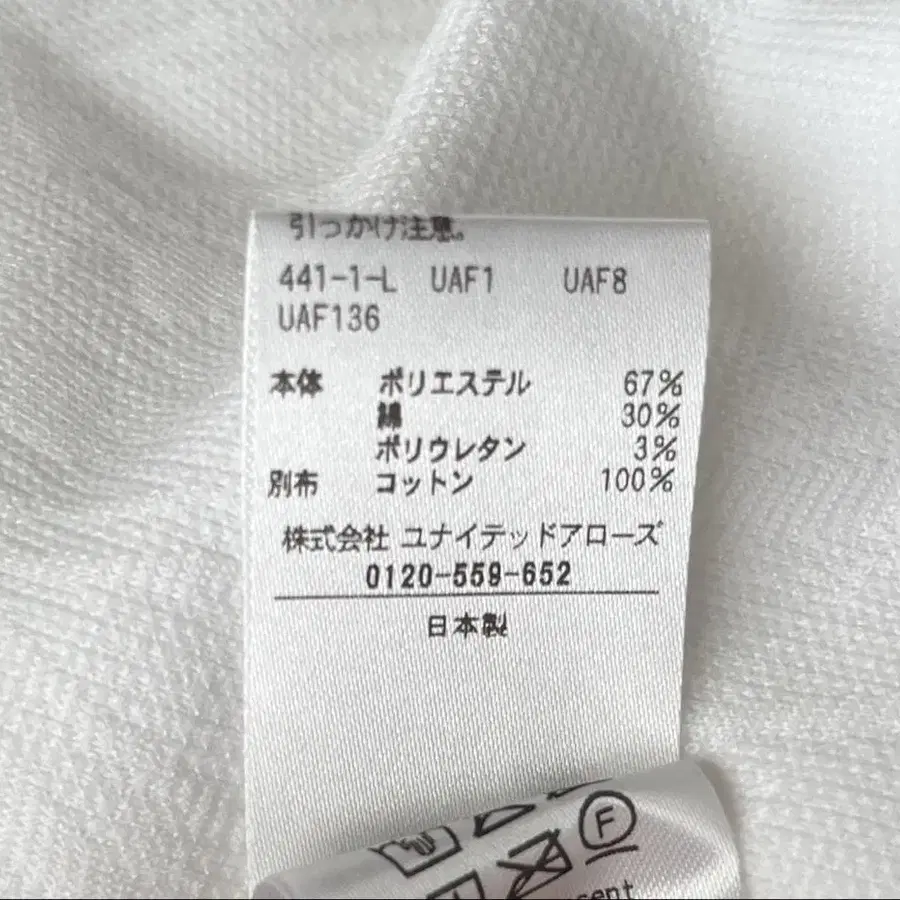 引っかけ注意。
441-1-L UAF1 UAF8
UAF136
本体 ポリエステル 67%
綿 30%
ポリウレタン 3%
別布 コットン 100%
株式会社 ユナイテッドアローズ
0120-559-652
日本製
F